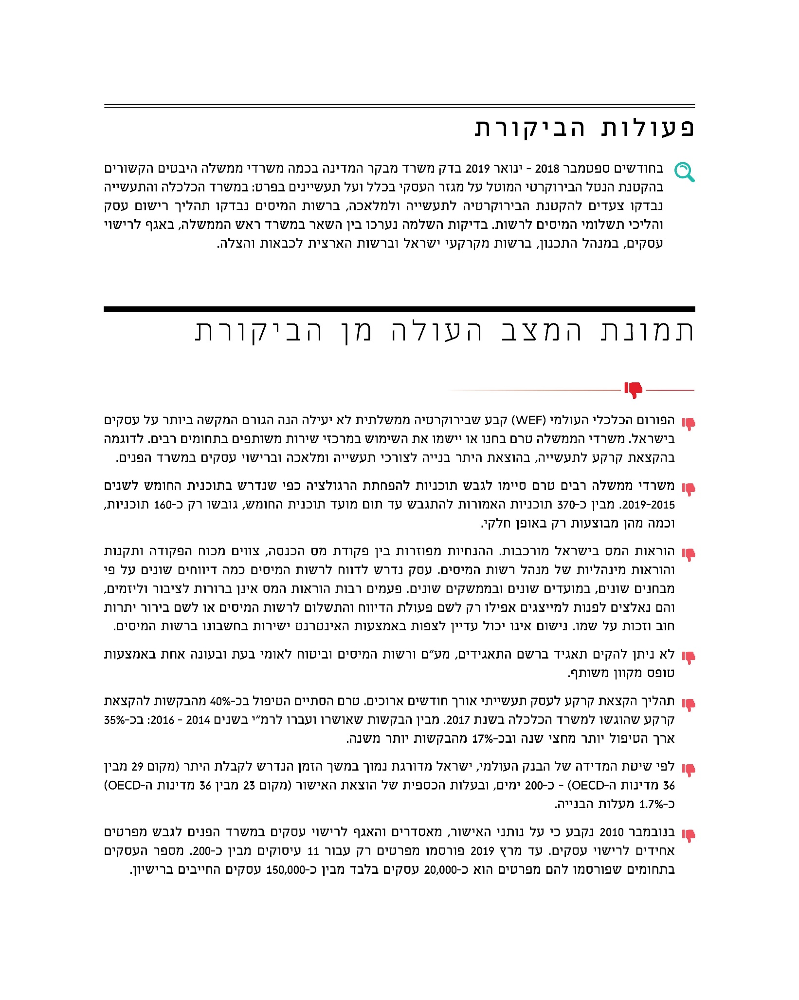 פעולות הביקורת
בחודשים ספטמבר 2018 - ינואר 2019 בדק משרד מבקר המדינה בכמה משרדי ממשלה היבטים הקשורים
בהקטנת הנטל הבירוקרטי המוטל על מגזר העסקי בכלל ועל תעשיינים בפרט: במשרד הכלכלה והתעשייה
נבדקו צעדים להקטנת הבירוקרטיה לתעשייה ולמלאכה, ברשות המיסים נבדקו תהליך רישום עסק
והליכי תשלומי המיסים לרשות. בדיקות השלמה נערכו בין השאר במשרד ראש הממשלה, באגף לרישוי
עסקים, במנהל התכנון, ברשות מקרקעי ישראל וברשות הארצית לכבאות והצלה.
תמונת המצב העולה מן הביקורת
הפורום הכלכלי העולמי (WEF) קבע שבירוקרטיה ממשלתית לא יעילה הנה הגורם המקשה ביותר על עסקים
בישראל. משרדי הממשלה טרם בחנו או יישמו את השימוש במרכזי שירות משותפים בתחומים רבים. לדוגמה
בהקצאת קרקע לתעשייה, בהוצאת היתר בנייה לצורכי תעשייה ומלאכה וברישוי עסקים במשרד הפנים.
משרדי ממשלה רבים טרם סיימו לגבש תוכניות להפחתת הרגולציה כפי שנדרש בתוכנית החומש לשנים
2019-2015. מבין כ-370 תוכניות האמורות להתגבש עד תום מועד תוכנית החומש, גובשו רק כ-160 תוכניות,
וכמה מהן מבוצעות רק באופן חלקי.
הוראות המס בישראל מורכבות. ההנחיות מפוזרות בין פקודת מס הכנסה, צווים מכוח הפקודה ותקנות
והוראות מינהליות של מנהל רשות המיסים. עסק נדרש לדווח לרשות המיסים כמה דיווחים שונים על פי
מבחנים שונים, במועדים שונים ובממשקים שונים. פעמים רבות הוראות המס אינן ברורות לציבור וליזמים,
והם נאלצים לפנות למייצגים אפילו רק לשם פעולת הדיווח והתשלום לרשות המיסים או לשם בירור יתרות
חוב וזכות על שמו. נישום אינו יכול עדיין לצפות באמצעות האינטרנט ישירות בחשבונו ברשות המיסים.
לא ניתן להקים תאגיד ברשם התאגידים, מע"ם ורשות המיסים וביטוח לאומי בעת ובעונה אחת באמצעות
טופס מקוון משותף.
תהליך הקצאת קרקע לעסק תעשייתי אורך חודשים ארוכים. טרם הסתיים הטיפול בכ-40% מהבקשות להקצאת
קרקע שהוגשו למשרד הכלכלה בשנת 2017. מבין הבקשות שאושרו ועברו לרמ"י בשנים 2014 - 2016: בכ-35%
ארך הטיפול יותר מחצי שנה ובכ-17% מהבקשות יותר משנה.
לפי שיטת המדידה של הבנק העולמי, ישראל מדורגת נמוך במשך הזמן הנדרש לקבלת היתר (מקום 29 מבין
36 מדינות ה-OECD) - כ-200 ימים, ובעלות הכספית של הוצאת האישור (מקום 23 מבין 36 מדינות ה-OECD)
כ-1.7% מעלות הבנייה.
בנובמבר 2010 נקבע כי על נותני האישור, מאסדרים והאגף לרישוי עסקים במשרד הפנים לגבש מפרטים
אחידים לרישוי עסקים. עד מרץ 2019 פורסמו מפרטים רק עבור 11 עיסוקים מבין כ-200. מספר העסקים
בתחומים שפורסמו להם מפרטים הוא כ-20,000 עסקים בלבד מבין כ-150,000 עסקים החייבים ברישיון.